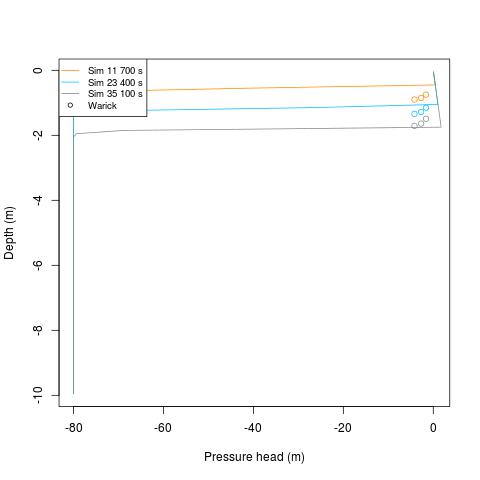 Sim 11 700 s
Sim 23 400 s
Sim 35 100 s
Warick
0
-2
-4
-6
-8
-10
Depth (m)
-80 -60 -40 -20 0
Pressure head (m)